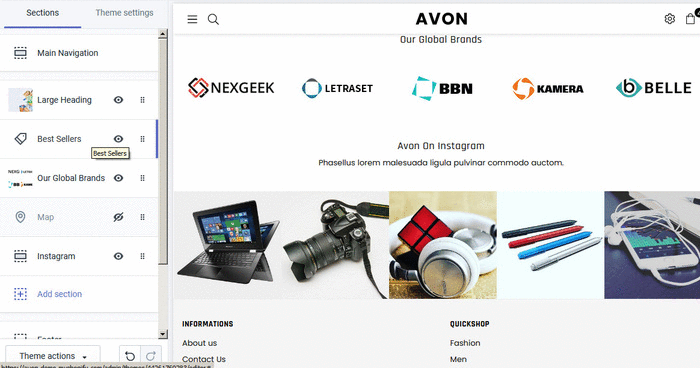 Sections
Theme settings
Main Navigation
Large Heading
Best Sellers
Best Sellers
Our Global Brands
Map
Instagram
Add section
Footer
Theme actions
AVON
Our Global Brands
NEXGEEK
LETRASET
BBN
KAMERA
BELLE
Avon On Instagram
Phasellus lorem malesuada ligula pulvinar commodo auctom.
INFORMATIONS
About us
Contact Us
QUICKSHOP
Fashion
Men